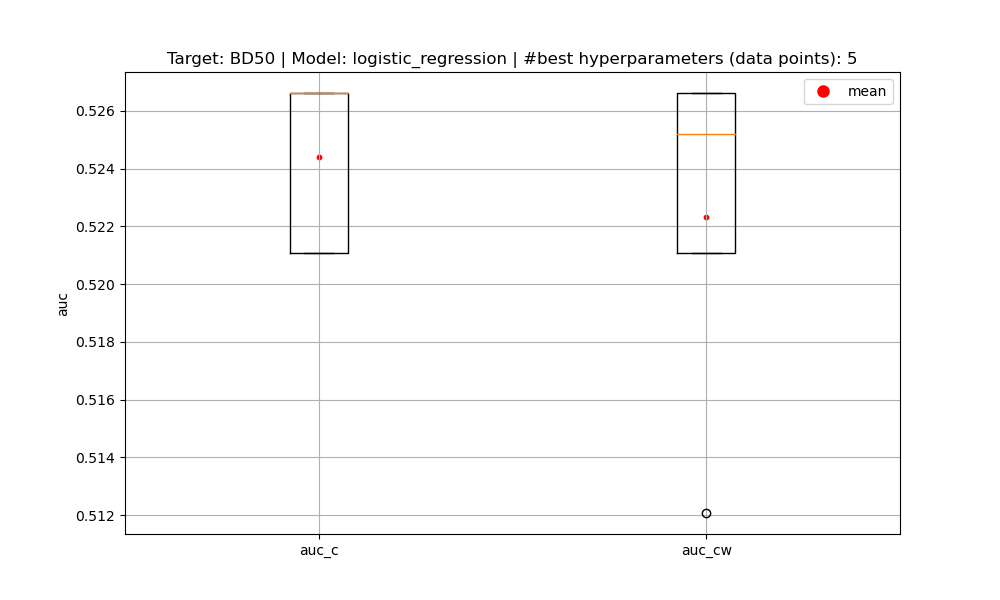 Target: BD50 | Model: logistic_regression | #best hyperparameters (data points): 5
mean
0.526
0.524
0.522
0.520
0.518
0.516
0.514
0.512
auc
auc_c
auc_cw